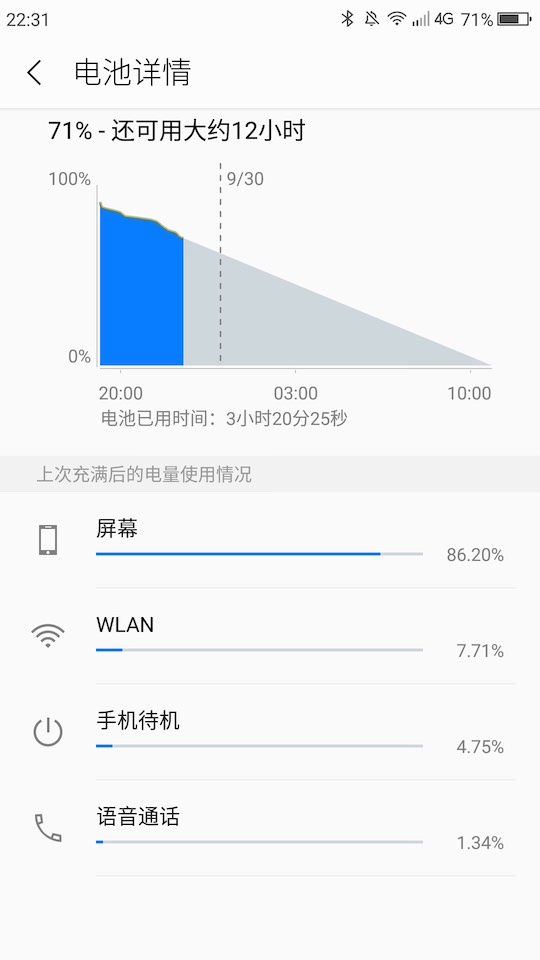 22:31 4G 71%
电池详情
71% - 还可用大约12小时
100% 9/30
0%
20:00 03:00 10:00
电池已用时间：3小时20分25秒
上次充满后的电量使用情况
屏幕
86.20%
WLAN
7.71%
手机待机
4.75%
语音通话
1.34%